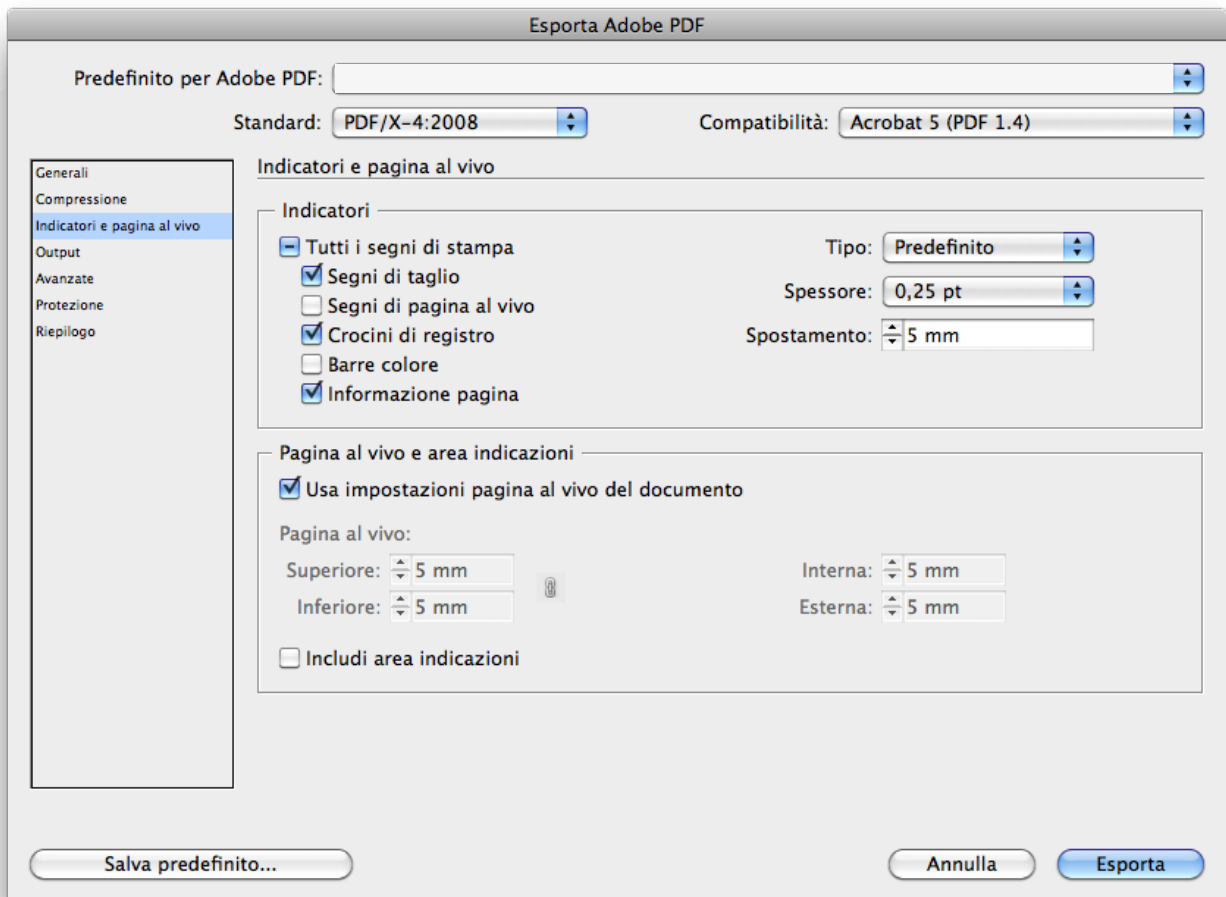 Esporta Adobe PDF
Predefinito per Adobe PDF:
Standard: PDF/X-4:2008 Compatibilità: Acrobat 5 (PDF 1.4)
Generali
Compressione
Indicatori e pagina al vivo
Output
Avanzate
Protezione
Riepilogo
Indicatori e pagina al vivo
Indicatori
Tutti i segni di stampa
Segni di taglio
Segni di pagina al vivo
Crocini di registro
Barre colore
Informazione pagina
Tipo: Predefinito
Spessore: 0,25 pt
Spostamento: 5 mm
Pagina al vivo e area indicazioni
Usa impostazioni pagina al vivo del documento
Pagina al vivo:
Superiore: 5 mm Interna: 5 mm
Inferiore: 5 mm Esterna: 5 mm
Includi area indicazioni
Salva predefinito... Annulla Esporta